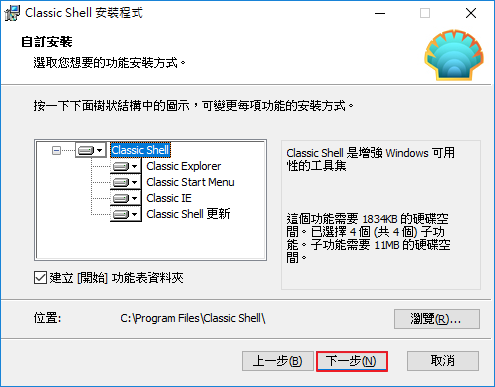 Classic Shell 安裝程式
自訂安裝
選取您想要的功能安裝方式。
按一下下面樹狀結構中的圖示，可變更每項功能的安裝方式。
Classic Shell
Classic Explorer
Classic Start Menu
Classic IE
Classic Shell 更新
Classic Shell 是增強 Windows 可用
性的工具集
這個功能需要 1834KB 的硬碟空
間。已選擇 4 個 (共 4 個) 子功
能。子功能需要 11MB 的硬碟空
間。
建立 [開始] 功能表資料夾
位置: C:\Program Files\Classic Shell\
瀏覽(R)...
上一步(B) 下一步(N) 取消